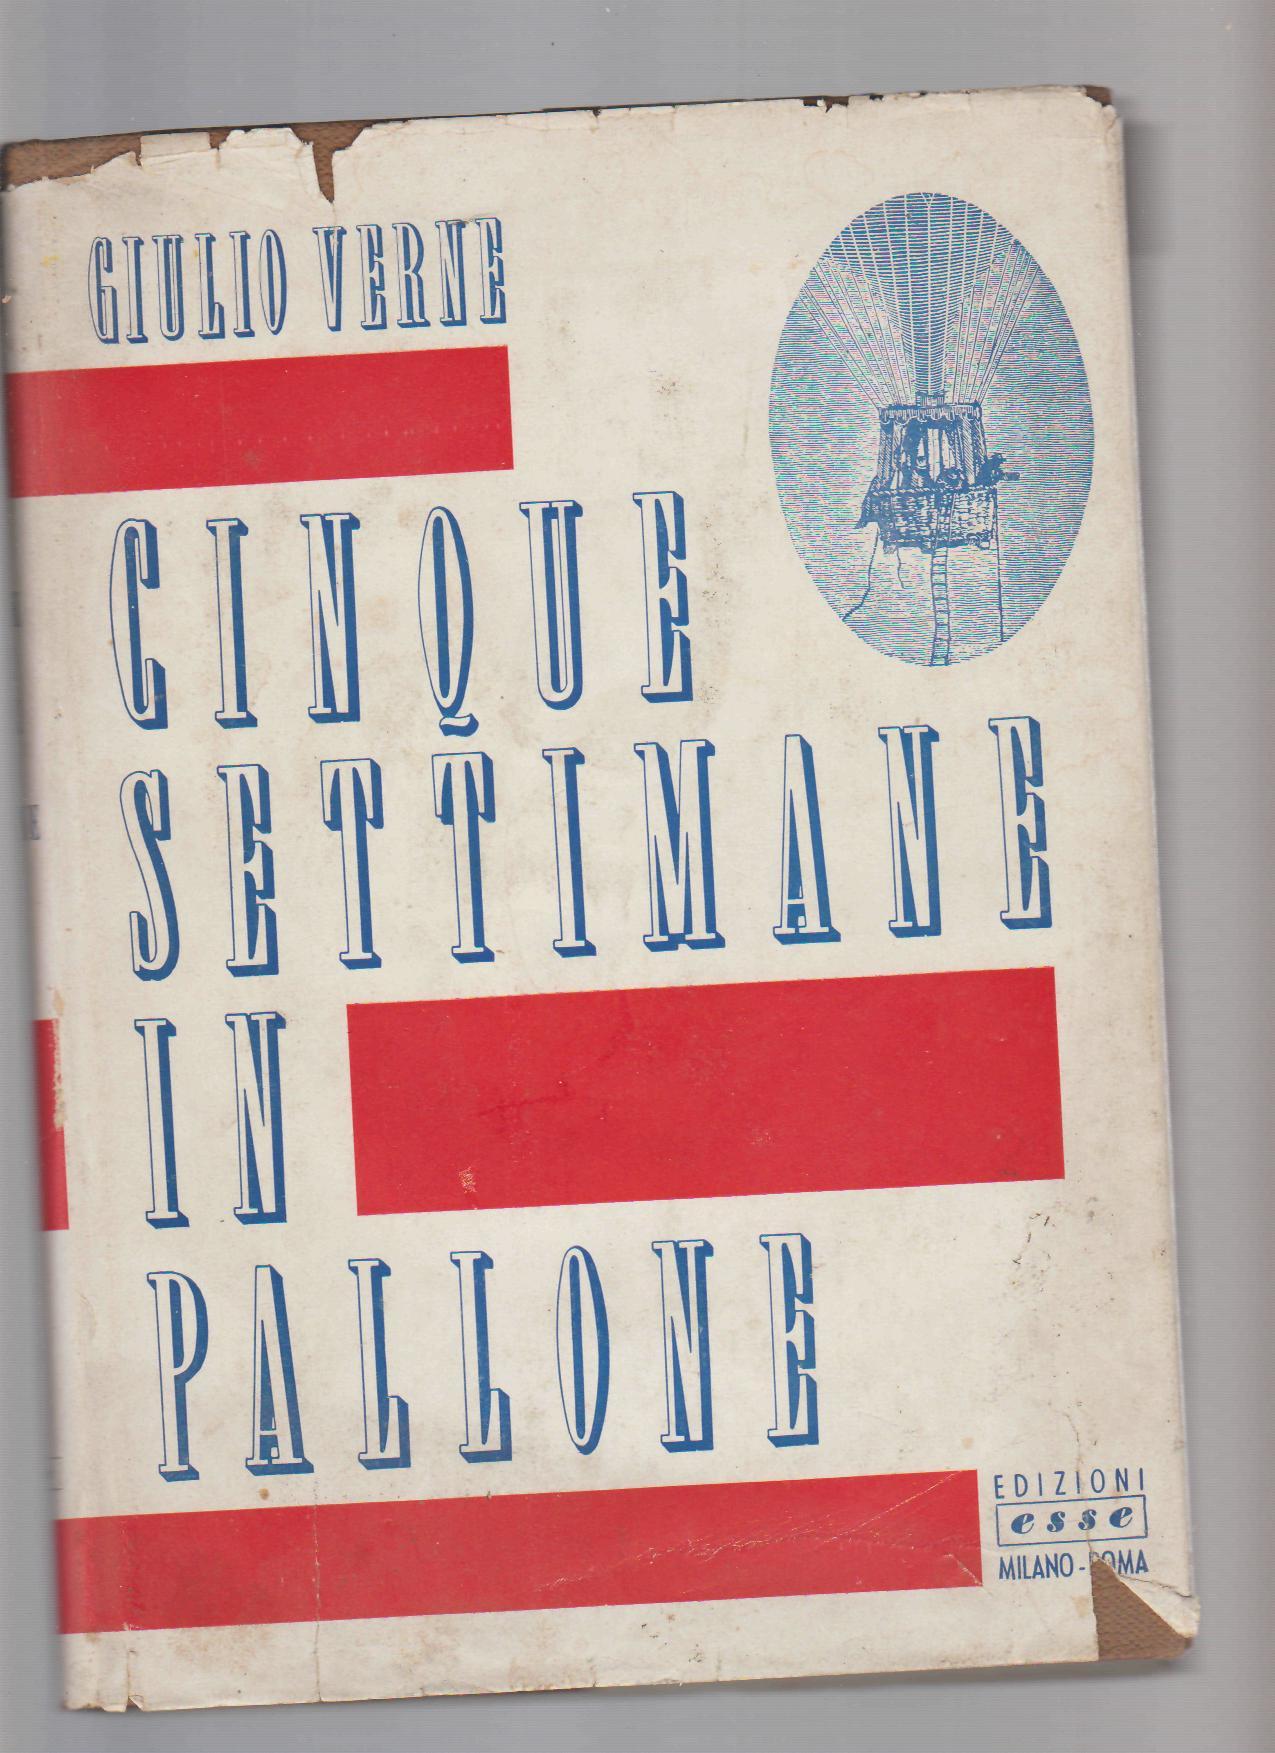 GIULIO VERNE
CINQUE
SETTIMANE
IN
PALLONE
EDIZIONI
esse
MILANO-ROMA